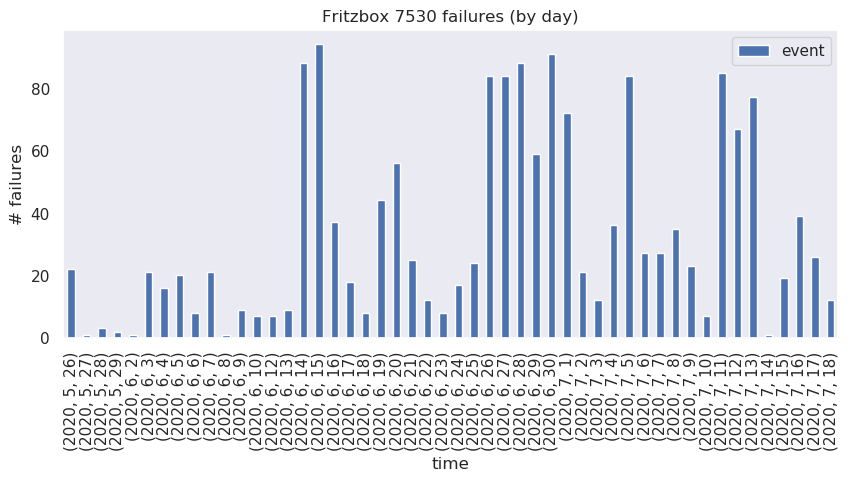 Fritzbox 7530 failures (by day)
event
# failures
80
60
40
20
0
(2020, 5, 26)
(2020, 5, 27)
(2020, 5, 28)
(2020, 5, 29)
(2020, 6, 2)
(2020, 6, 3)
(2020, 6, 4)
(2020, 6, 5)
(2020, 6, 6)
(2020, 6, 7)
(2020, 6, 8)
(2020, 6, 9)
(2020, 6, 10)
(2020, 6, 12)
(2020, 6, 13)
(2020, 6, 14)
(2020, 6, 15)
(2020, 6, 16)
(2020, 6, 17)
(2020, 6, 18)
(2020, 6, 19)
(2020, 6, 20)
(2020, 6, 21)
(2020, 6, 22)
(2020, 6, 23)
(2020, 6, 24)
(2020, 6, 25)
(2020, 6, 26)
(2020, 6, 27)
(2020, 6, 28)
(2020, 6, 29)
(2020, 6, 30)
(2020, 7, 1)
(2020, 7, 2)
(2020, 7, 3)
(2020, 7, 4)
(2020, 7, 5)
(2020, 7, 6)
(2020, 7, 7)
(2020, 7, 8)
(2020, 7, 9)
(2020, 7, 10)
(2020, 7, 11)
(2020, 7, 12)
(2020, 7, 13)
(2020, 7, 14)
(2020, 7, 15)
(2020, 7, 16)
(2020, 7, 17)
(2020, 7, 18)
time